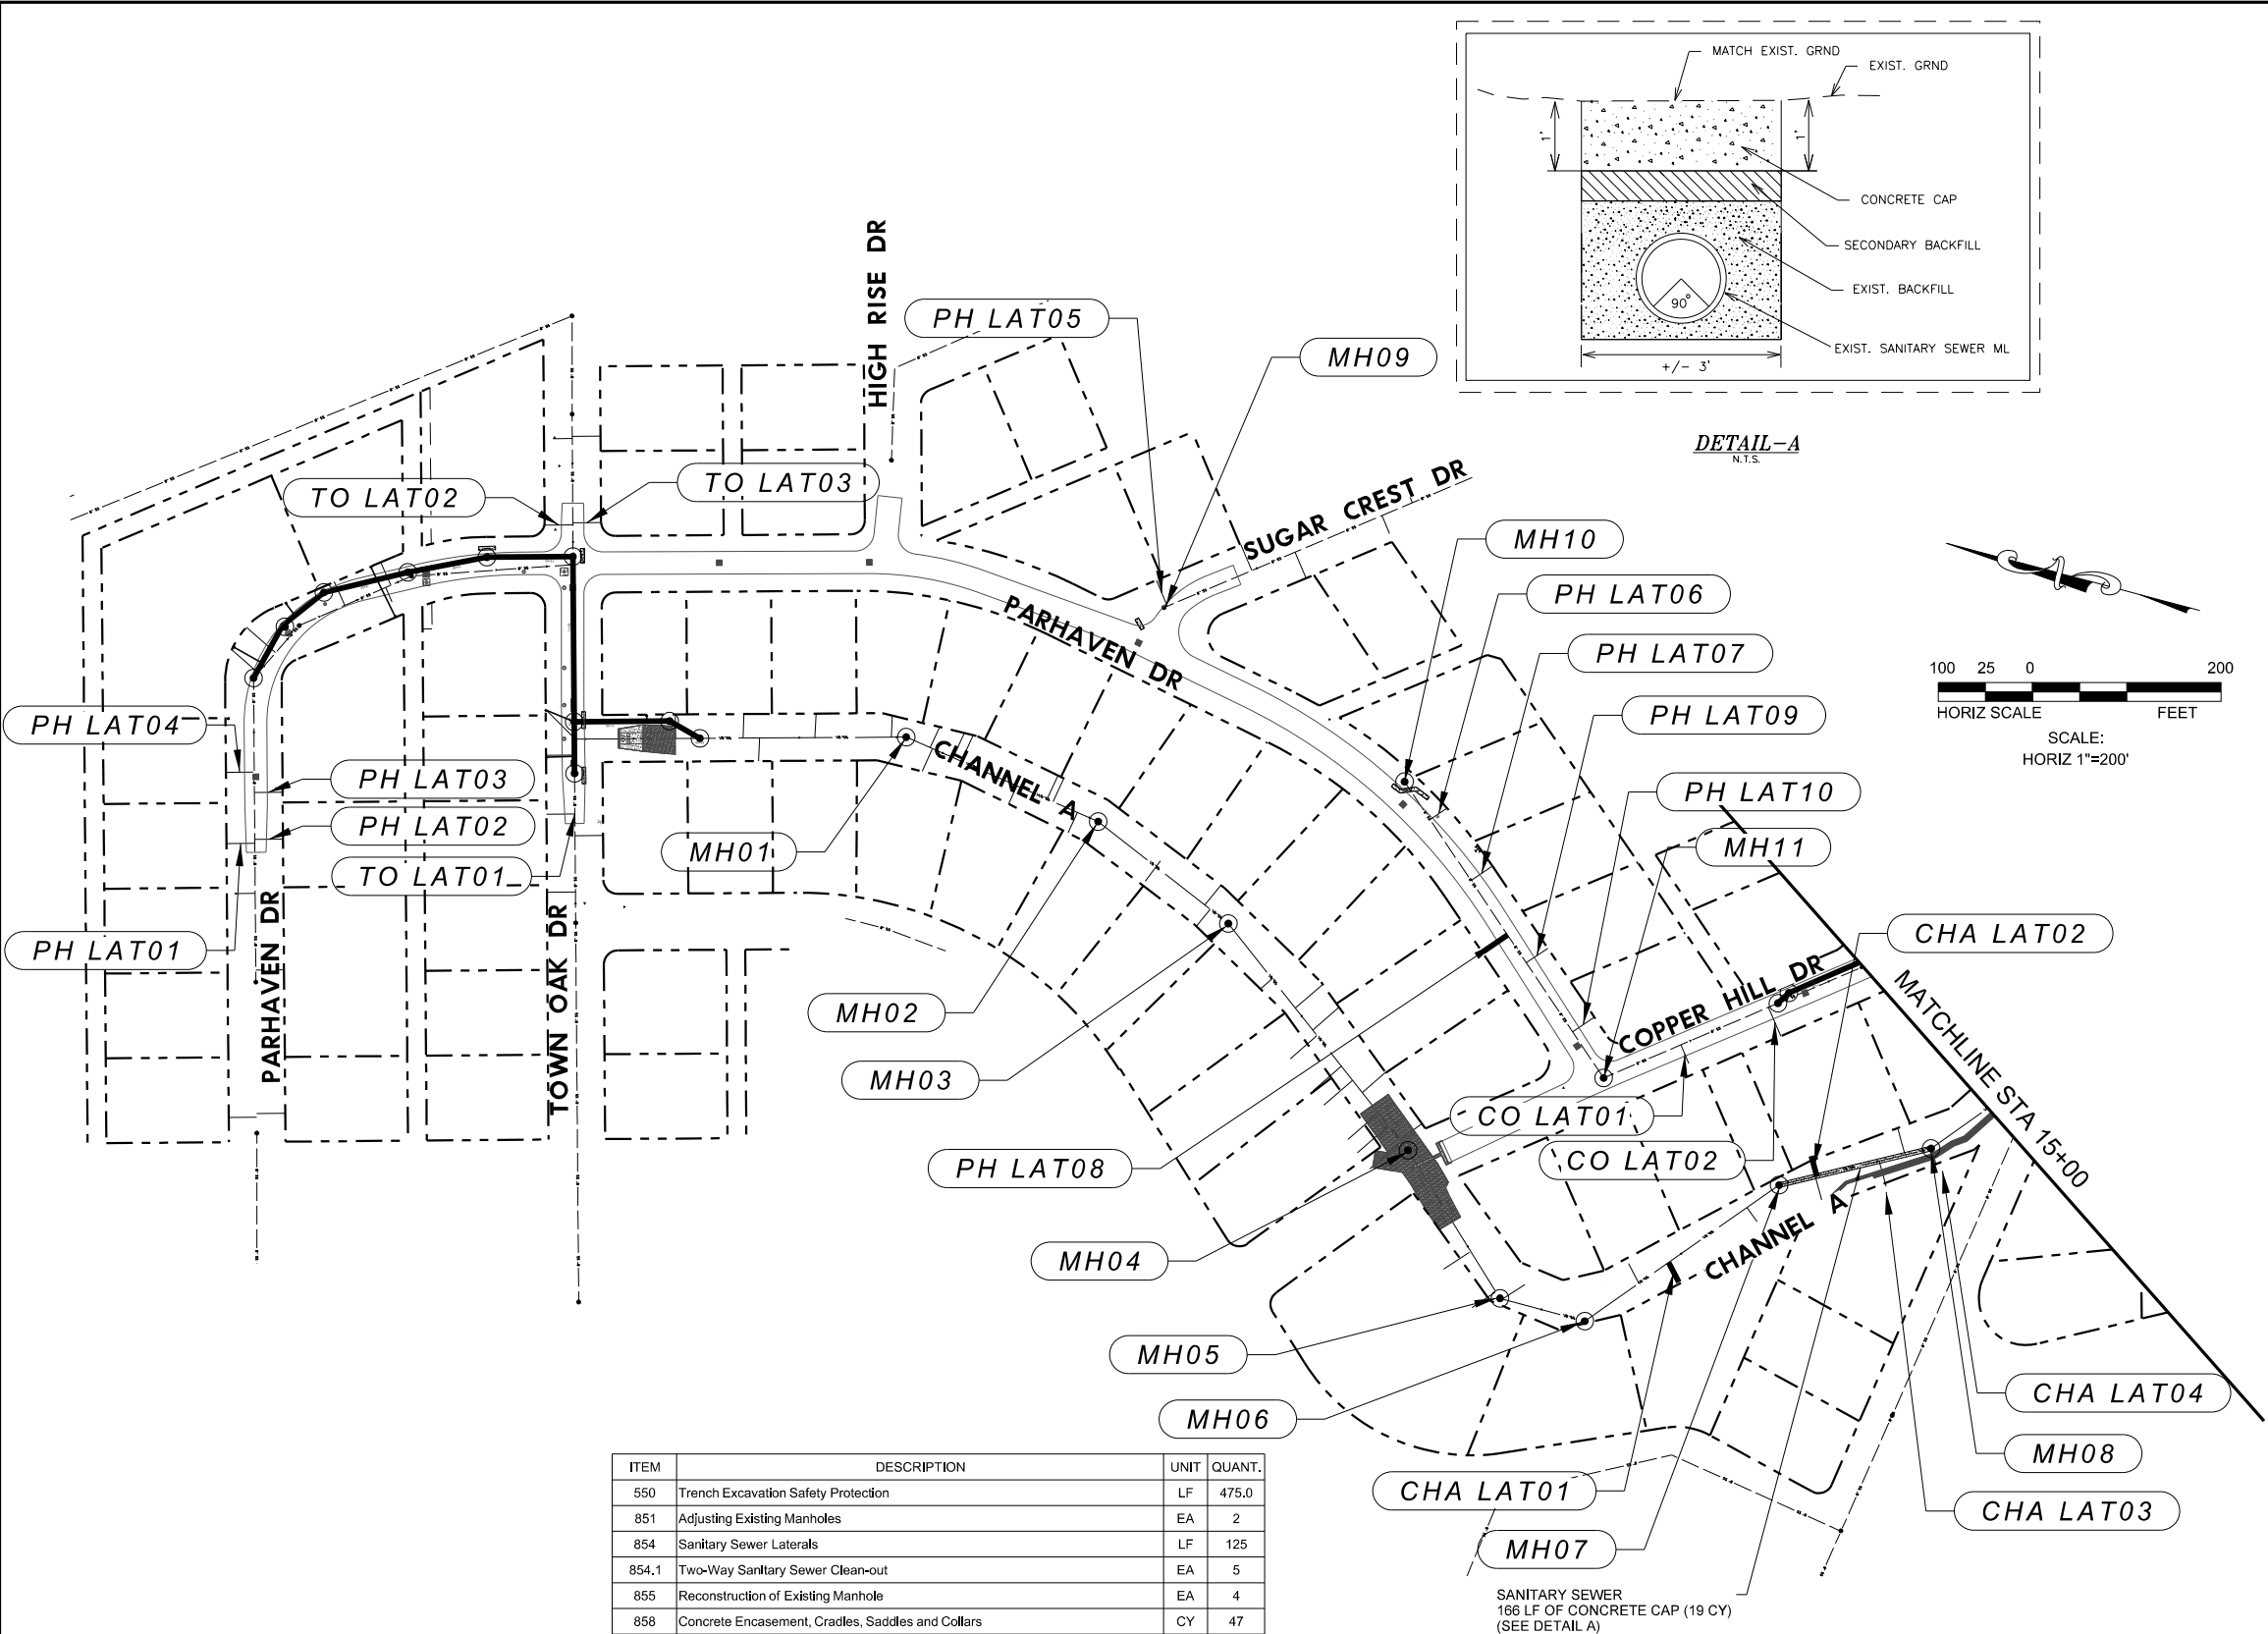 MATCH EXIST. GRND
EXIST. GRND
1'
1'
CONCRETE CAP
SECONDARY BACKFILL
EXIST. BACKFILL
90°
EXIST. SANITARY SEWER ML
+/- 3'
DETAIL-A
N.T.S.
HIGH RISE DR
PH LAT05
MH09
TO LAT02
TO LAT03
SUGAR CREST DR
MH10
PH LAT06
PARHAVEN DR
PH LAT07
100 25 0 200
HORIZ SCALE FEET
SCALE:
HORIZ 1"=200'
PH LAT04
PH LAT09
CHANNEL A
PH LAT03
PH LAT10
PH LAT02
MH01
MH11
TO LAT01
PH LAT01
PARHAVEN DR
TOWN OAK DR
CHA LAT02
MH02
COPPER HILL DR
MATCHLINE STA 15+00
MH03
CO LAT01
PH LAT08
CO LAT02
CHANNEL A
MH04
MH05
CHA LAT04
MH06
MH08
CHA LAT01
CHA LAT03
MH07
SANITARY SEWER
166 LF OF CONCRETE CAP (19 CY)
(SEE DETAIL A)
ITEM DESCRIPTION UNIT QUANT.
550 Trench Excavation Safety Protection LF 475.0
851 Adjusting Existing Manholes EA 2
854 Sanitary Sewer Laterals LF 125
854.1 Two-Way Sanitary Sewer Clean-out EA 5
855 Reconstruction of Existing Manhole EA 4
858 Concrete Encasement, Cradles, Saddles and Collars CY 47